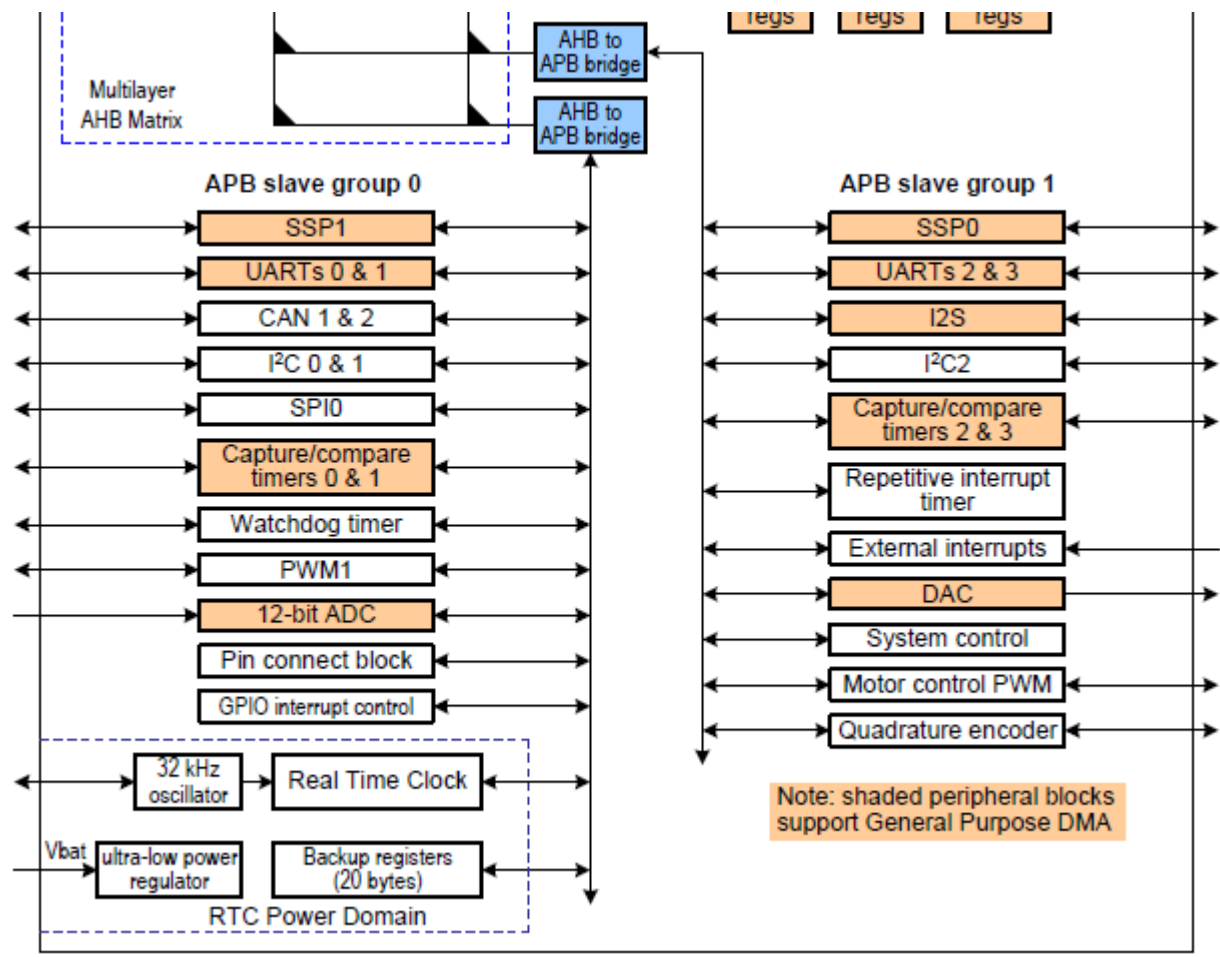 regs
regs
regs
AHB to
APB bridge
Multilayer
AHB Matrix
AHB to
APB bridge
APB slave group 0
SSP1
UARTs 0 & 1
CAN 1 & 2
I²C 0 & 1
SPI0
Capture/compare
timers 0 & 1
Watchdog timer
PWM1
12-bit ADC
Pin connect block
GPIO interrupt control
32 kHz
oscillator
Real Time Clock
Vbat
ultra-low power
regulator
Backup registers
(20 bytes)
RTC Power Domain
APB slave group 1
SSP0
UARTs 2 & 3
I2S
I²C2
Capture/compare
timers 2 & 3
Repetitive interrupt
timer
External interrupts
DAC
System control
Motor control PWM
Quadrature encoder
Note: shaded peripheral blocks
support General Purpose DMA